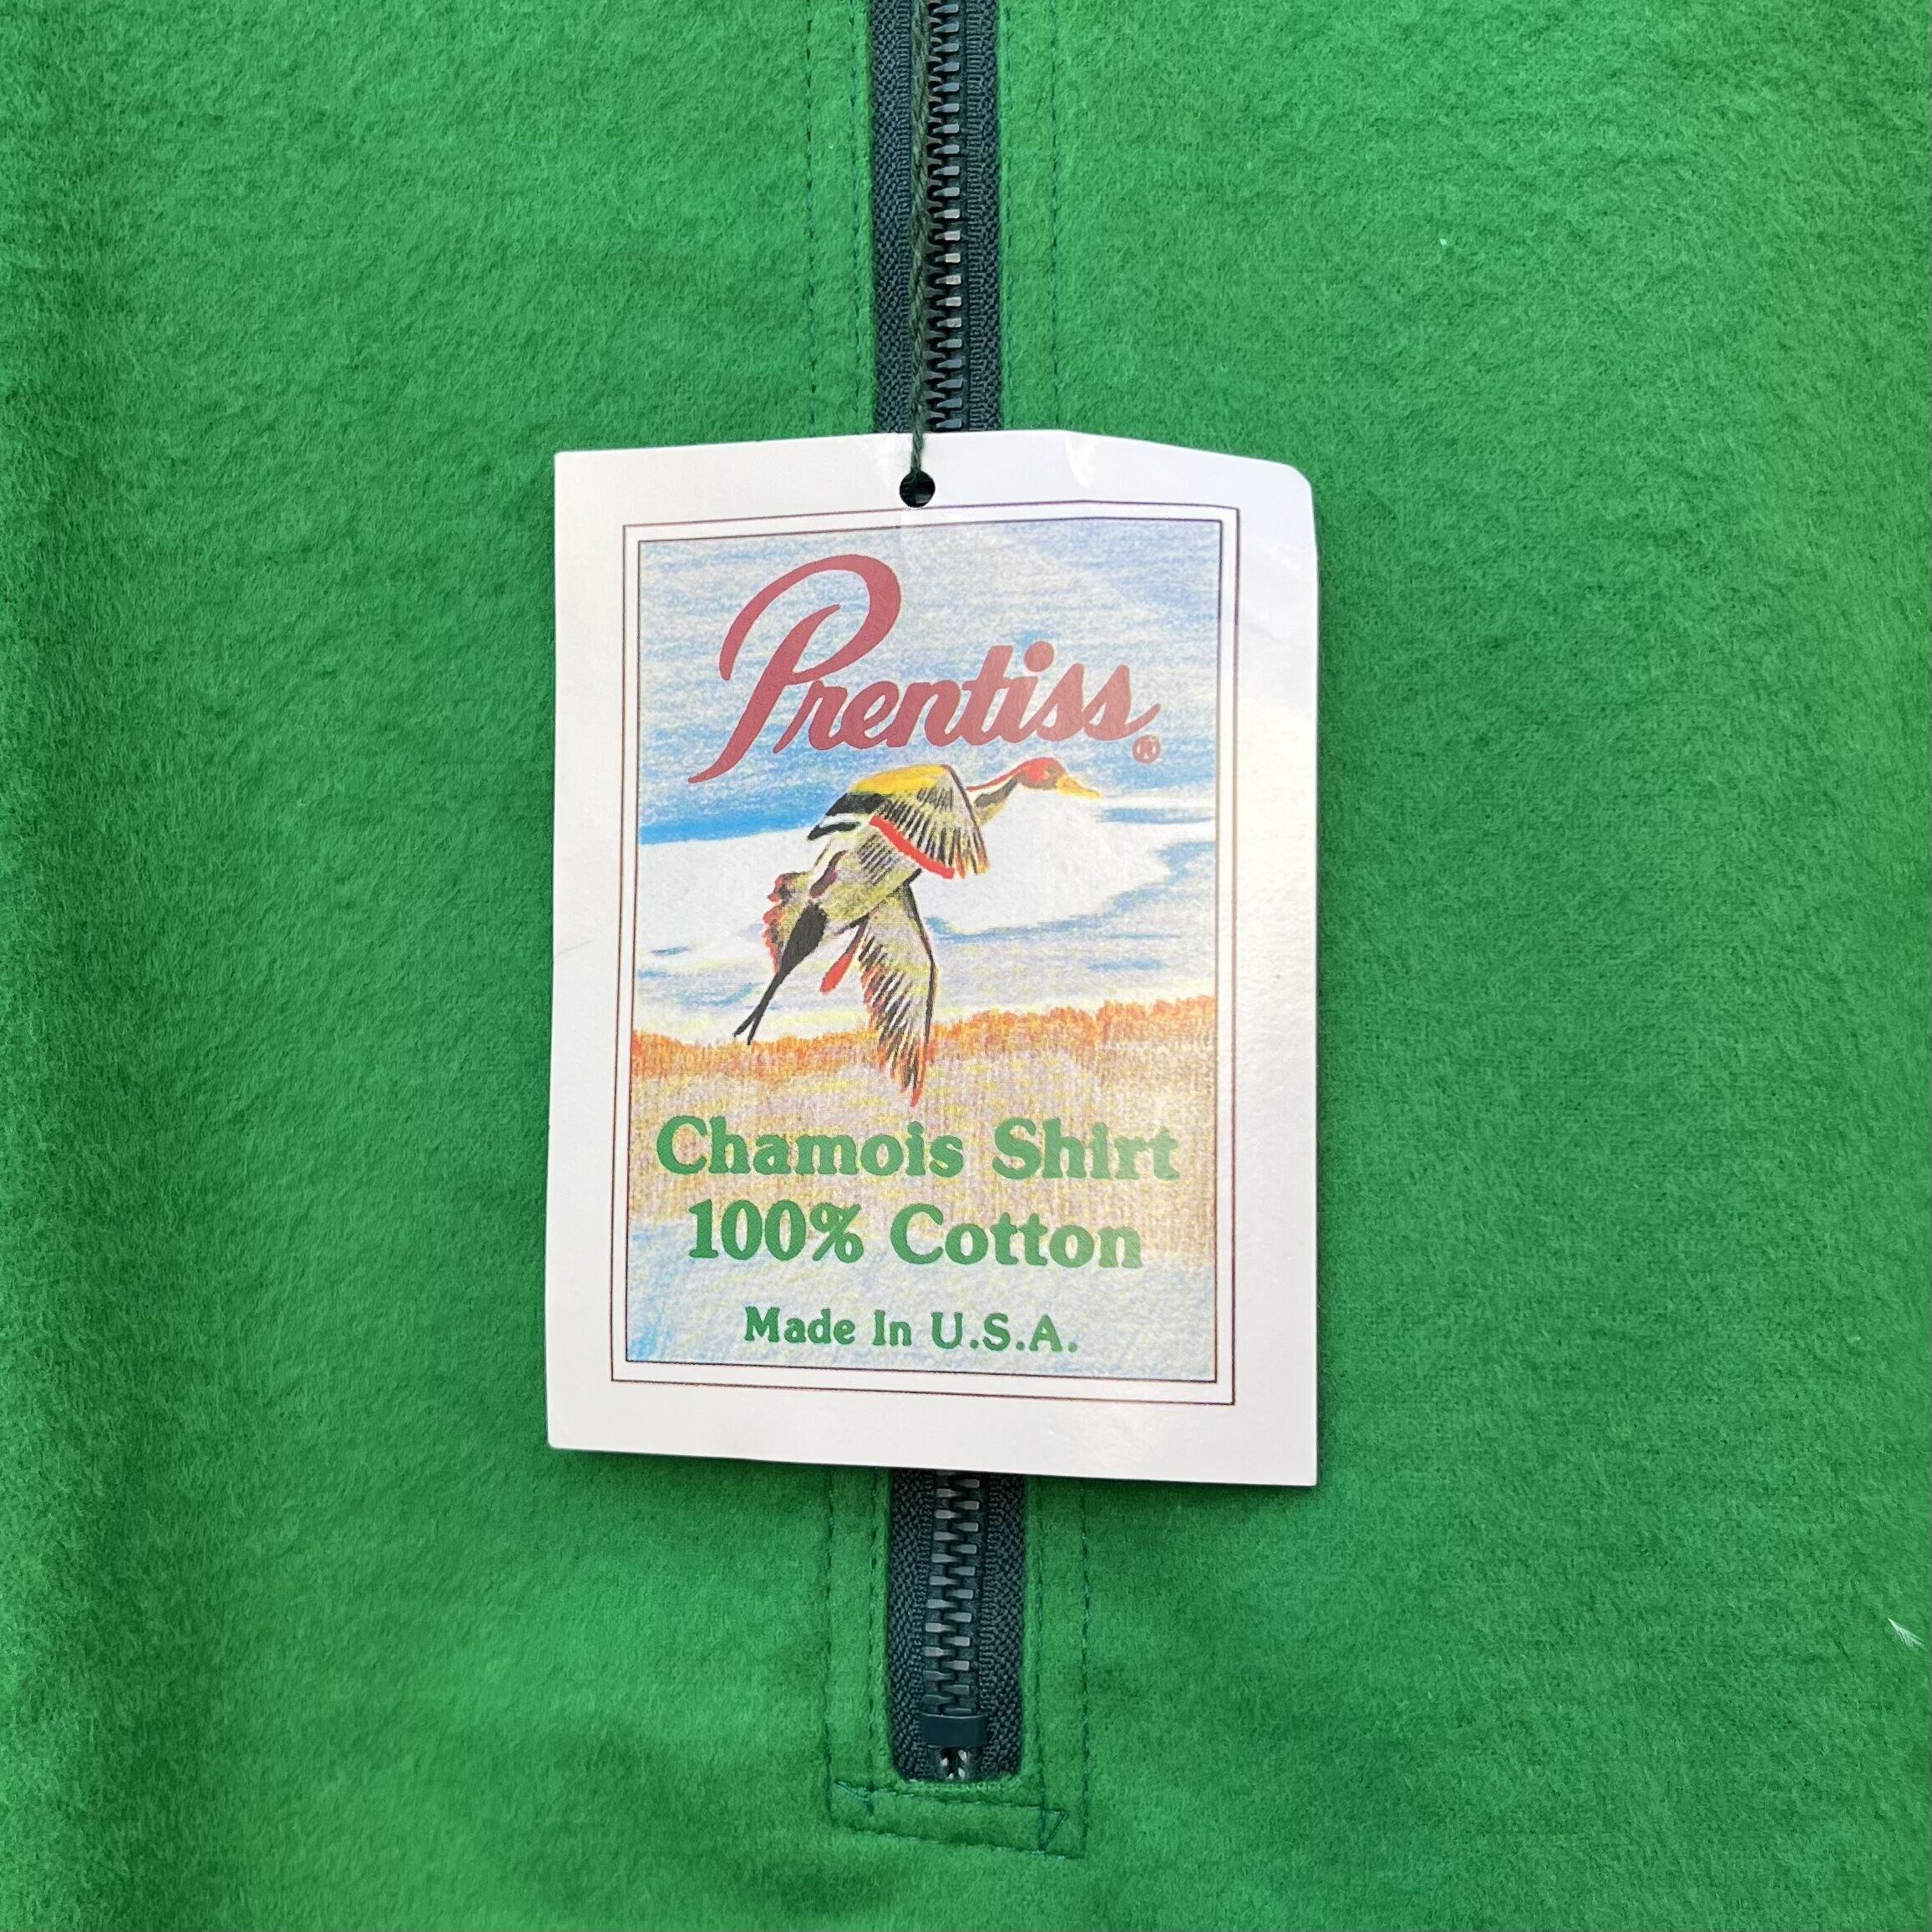 Prentiss®
Chamois Shirt
100% Cotton
Made In U.S.A.